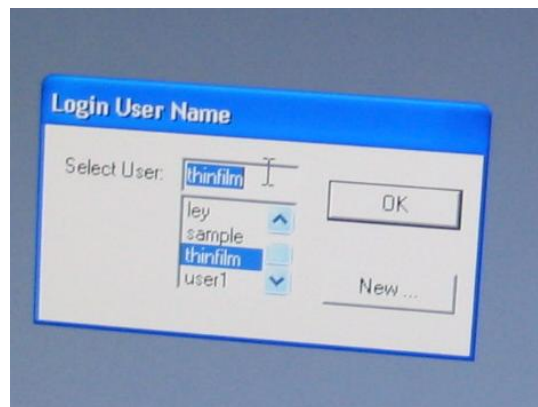 Login User Name
Select User: thinfilm
OK
ley
sample
thinfilm
user1
New ...